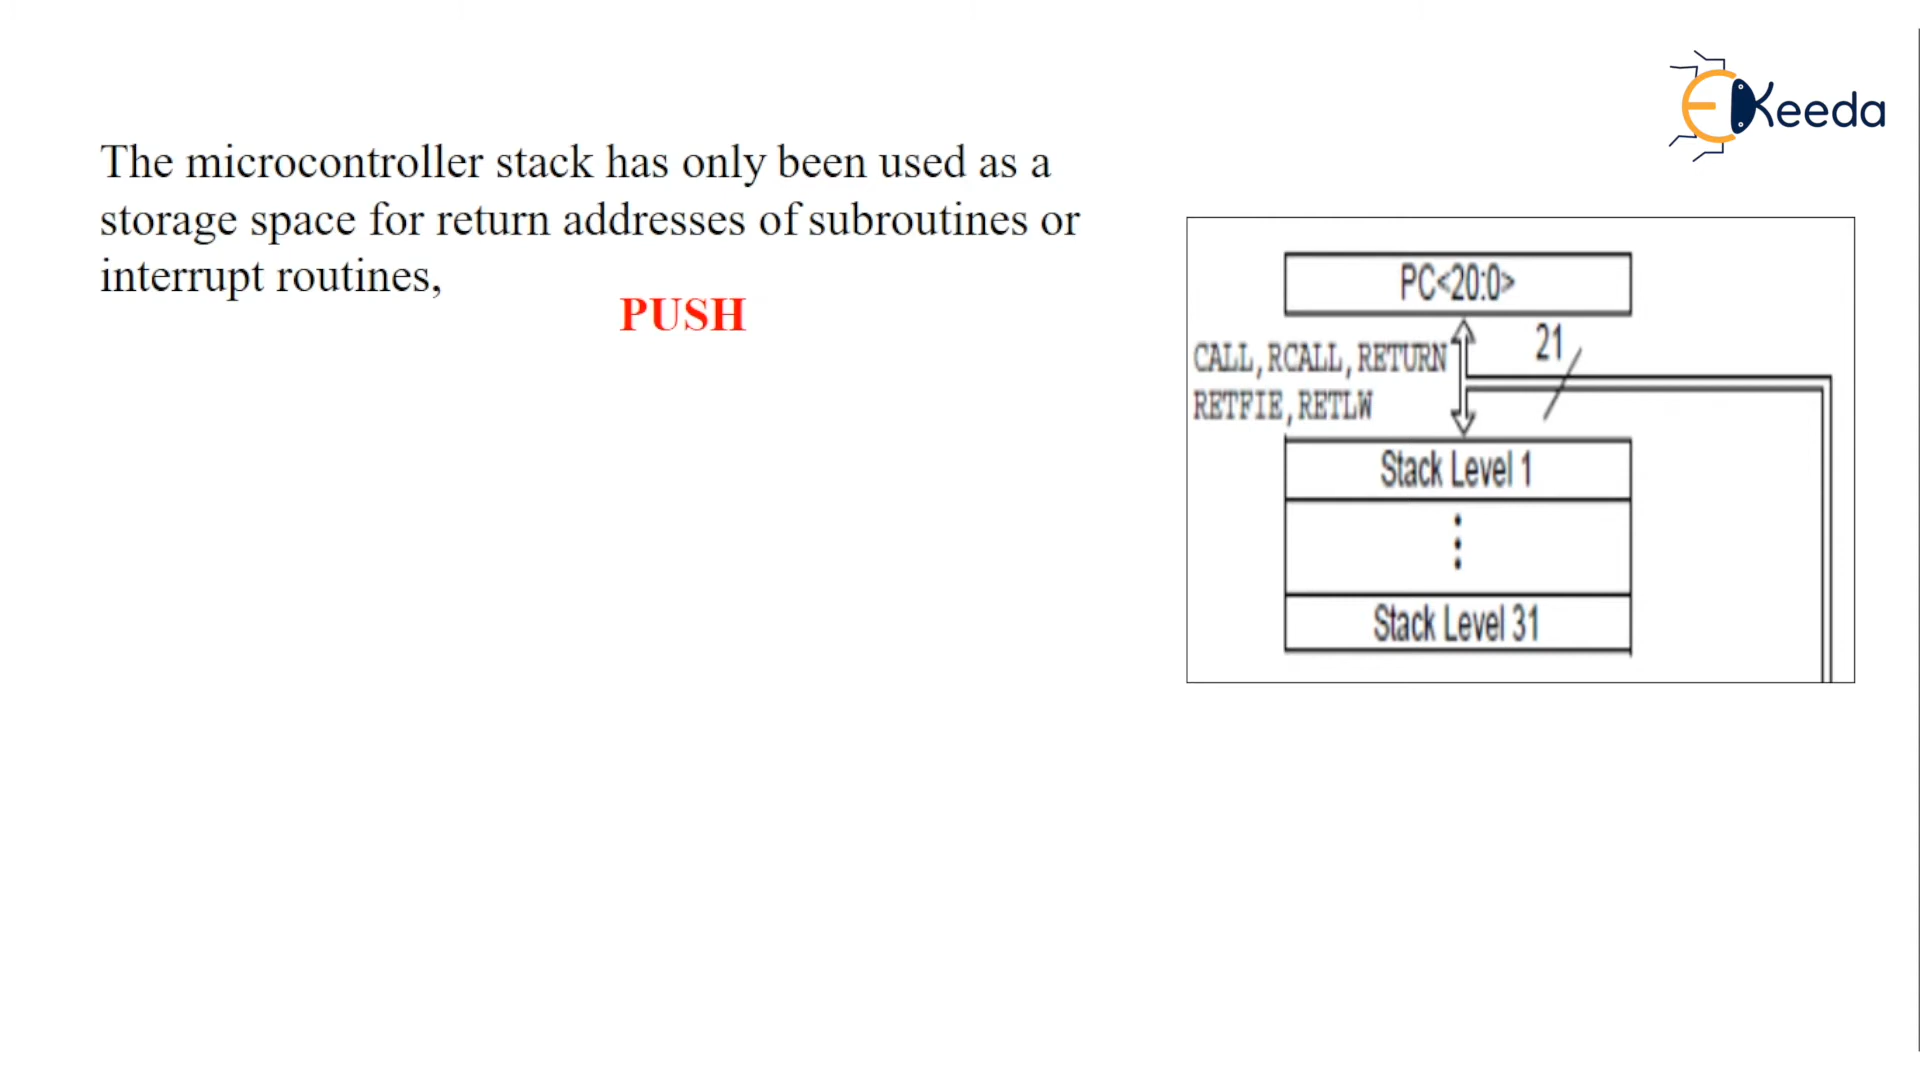 EKeeda
The microcontroller stack has only been used as a
storage space for return addresses of subroutines or
interrupt routines,
PUSH
PC<20:0>
21
CALL,RCALL,RETURN
RETFIE,RETLW
Stack Level 1
Stack Level 31